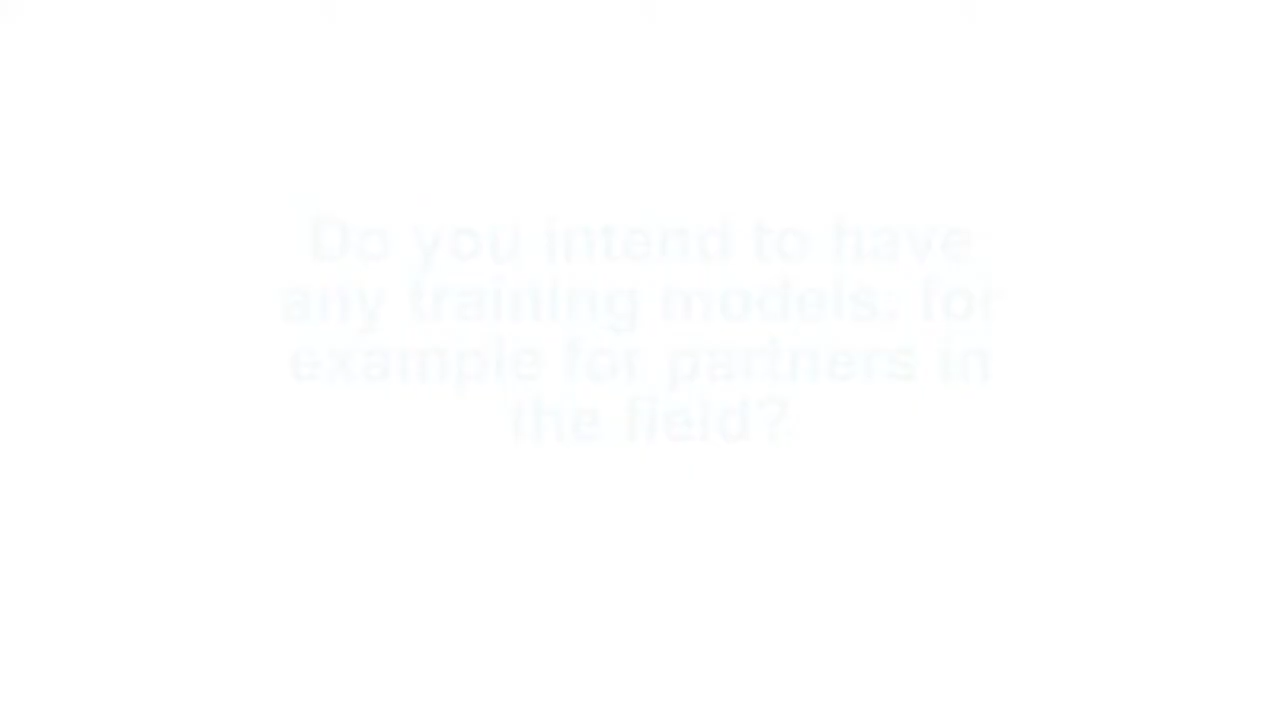 Do you intend to have
any training models, for
example for partners in
the field?